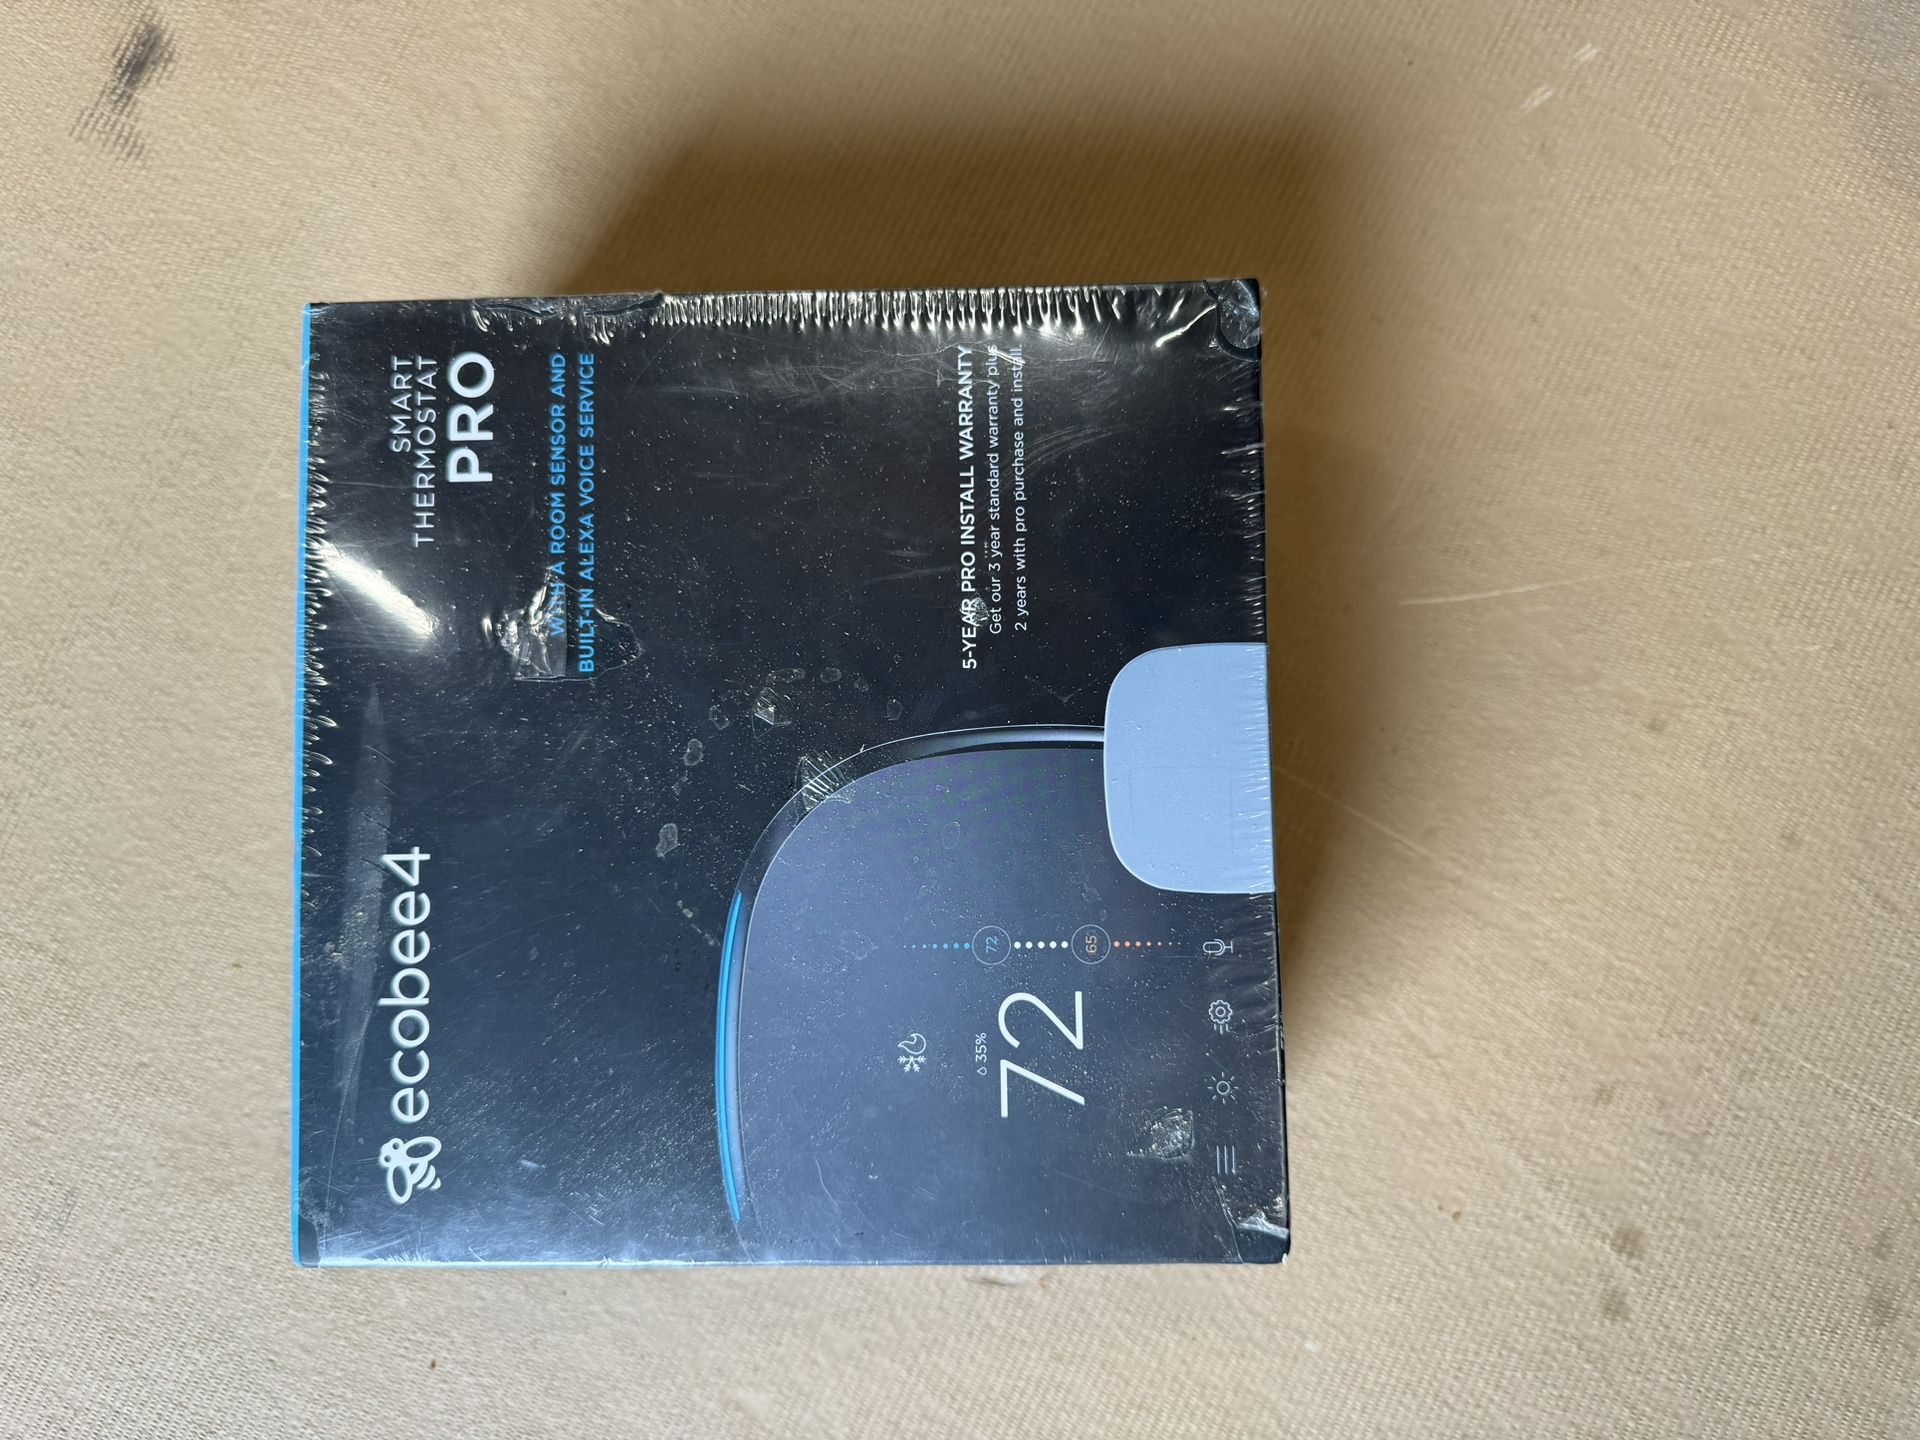 ecobee4
SMART
THERMOSTAT
PRO
WITH A ROOM SENSOR AND
BUILT-IN ALEXA VOICE SERVICE
35%
72
72
65
5-YEAR PRO INSTALL WARRANTY
Get our 3 year standard warranty plus
2 years with pro purchase and install.